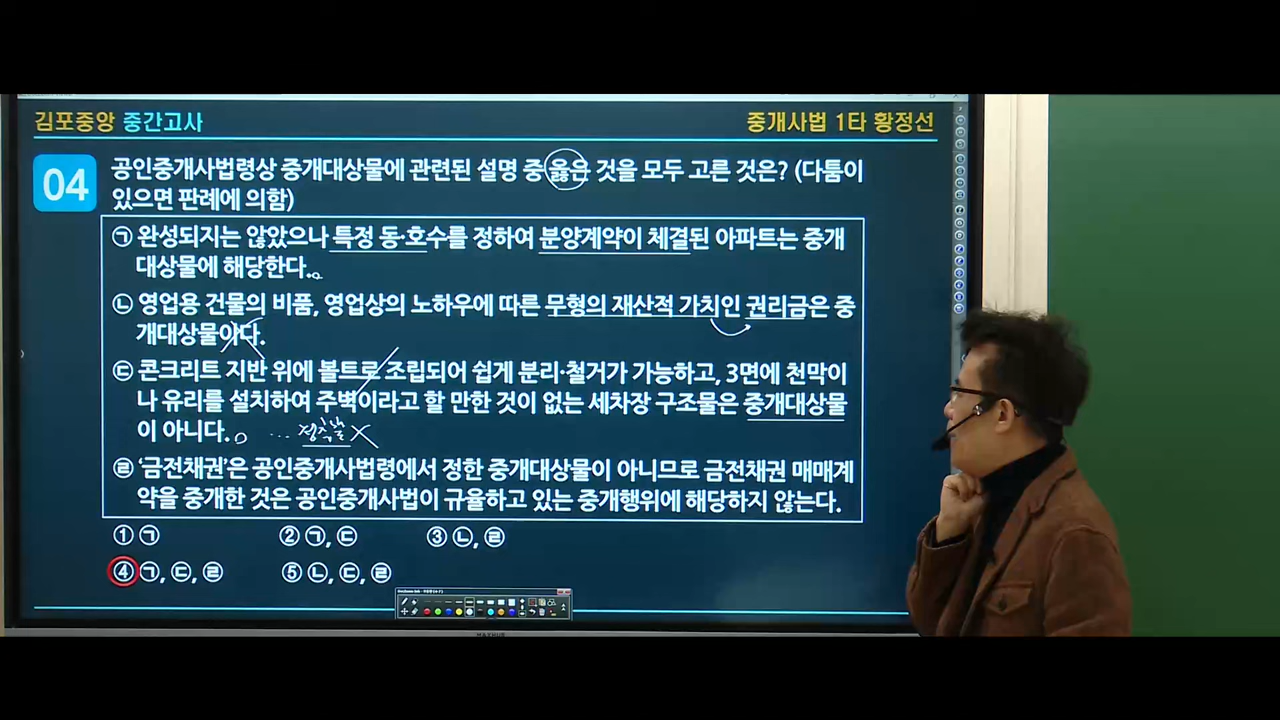 김포중앙 중간고사
중개사법 1타 황정선
04
공인중개사법령상 중개대상물에 관련된 설명 중 옳은 것을 모두 고른 것은? (다툼이
있으면 판례에 의함)
㉠ 완성되지는 않았으나 특정 동·호수를 정하여 분양계약이 체결된 아파트는 중개
대상물에 해당한다.
㉡ 영업용 건물의 비품, 영업상의 노하우에 따른 무형의 재산적 가치인 권리금은 중
개대상물이다.
㉢ 콘크리트 지반 위에 볼트로 조립되어 쉽게 분리·철거가 가능하고, 3면에 천막이
나 유리를 설치하여 주벽이라고 할 만한 것이 없는 세차장 구조물은 중개대상물
이 아니다. ... 정착물 X
㉣ ‘금전채권’은 공인중개사법령에서 정한 중개대상물이 아니므로 금전채권 매매계
약을 중개한 것은 공인중개사법이 규율하고 있는 중개행위에 해당하지 않는다.
① ㉠ ② ㉠, ㉢ ③ ㉡, ㉣
④ ㉠, ㉢, ㉣ ⑤ ㉡, ㉢, ㉣
MAXHUB